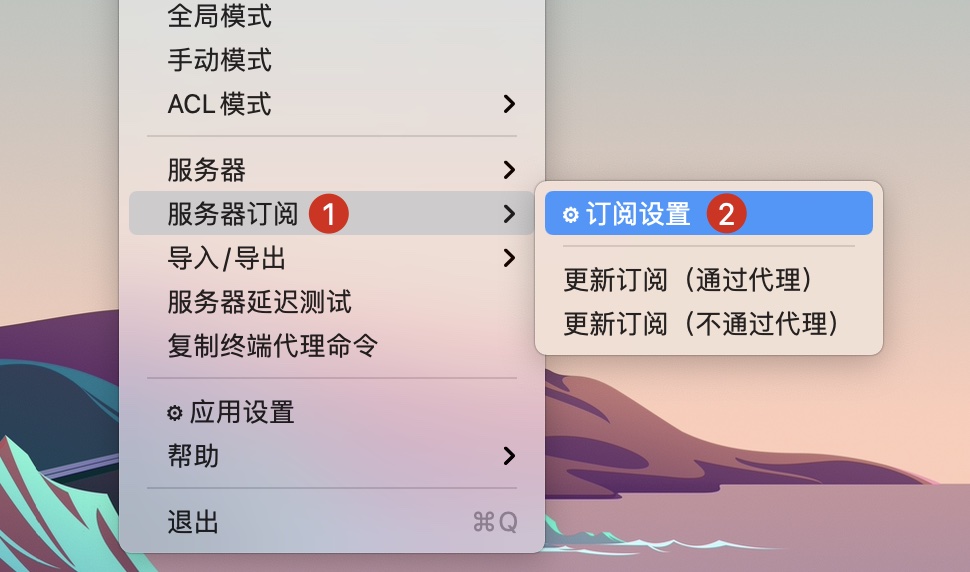 全局模式
手动模式
ACL 模式
服务器
服务器订阅 1
⚙ 订阅设置 2
更新订阅（通过代理）
更新订阅（不通过代理）
导入/导出
服务器延迟测试
复制终端代理命令
⚙ 应用设置
帮助
退出 ⌘Q